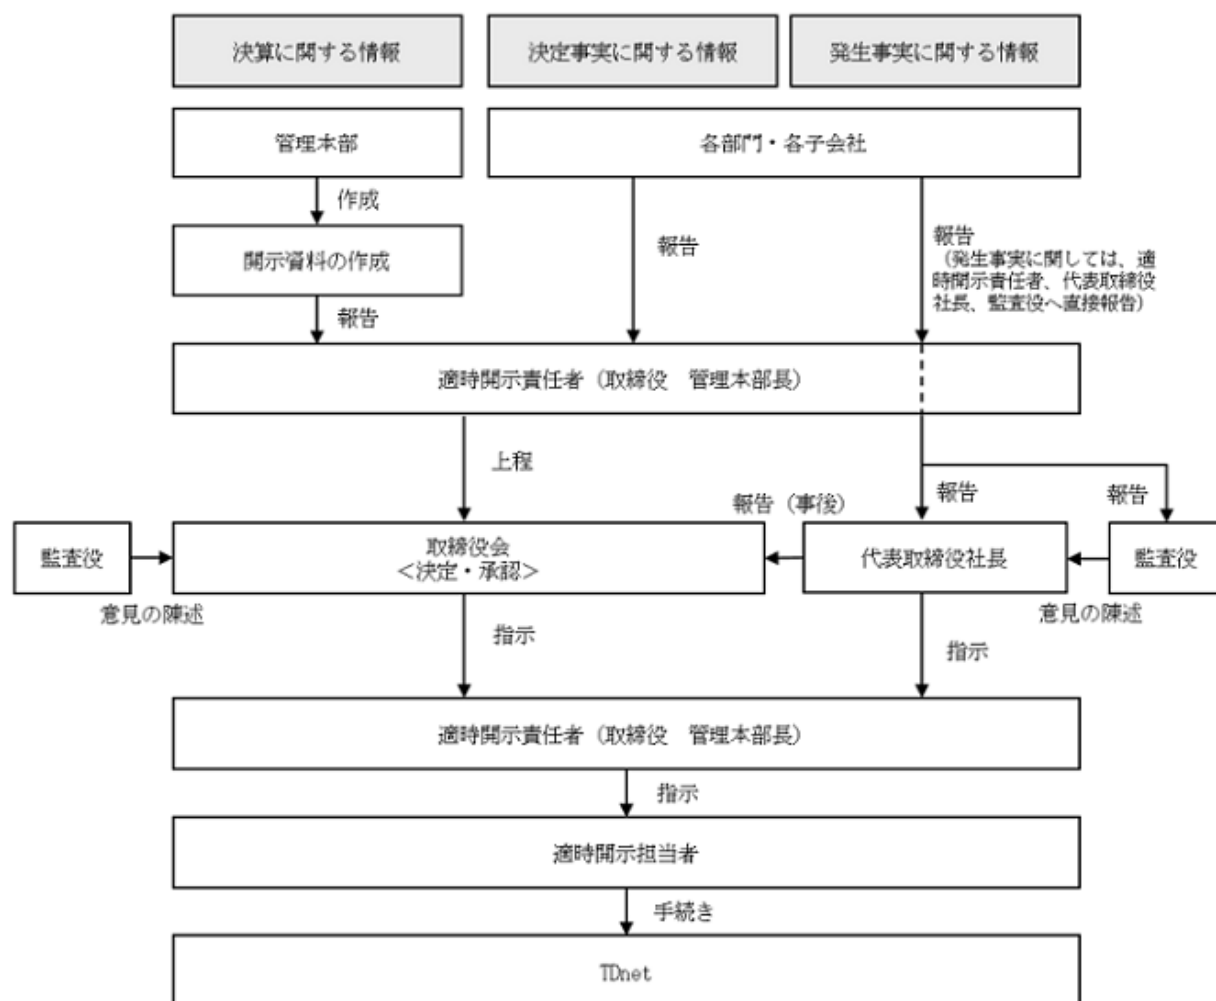 決算に関する情報
決定事実に関する情報
発生事実に関する情報
管理本部
各部門・各子会社
作成
開示資料の作成
報告
報告
報告
（発生事実に関しては、適
時開示責任者、代表取締役
社長、監査役へ直接報告）
適時開示責任者（取締役　管理本部長）
上程
報告（事後）
報告
報告
監査役
取締役会
＜決定・承認＞
代表取締役社長
監査役
意見の陳述
意見の陳述
指示
指示
適時開示責任者（取締役　管理本部長）
指示
適時開示担当者
手続き
TDnet